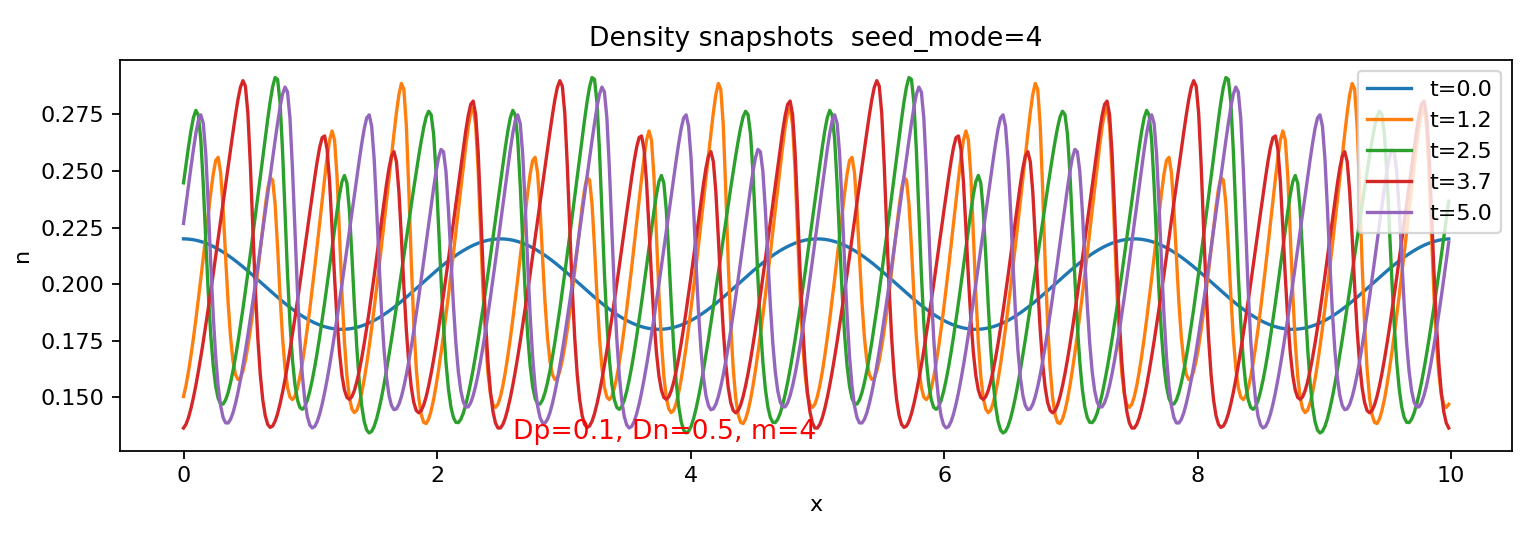 Density snapshots  seed_mode=4
n
0.275
0.250
0.225
0.200
0.175
0.150
t=0.0
t=1.2
t=2.5
t=3.7
t=5.0
Dp=0.1, Dn=0.5, m=4
0 2 4 6 8 10
x